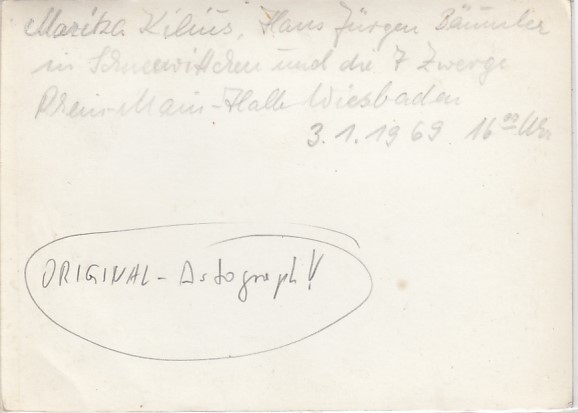 Marika Kilius, Hans Jürgen Bäumler
in Schneewittchen und die 7 Zwerge
Rhein-Main-Halle Wiesbaden
3.1.1969 16⁰⁰ Uhr
ORIGINAL - Autograph!